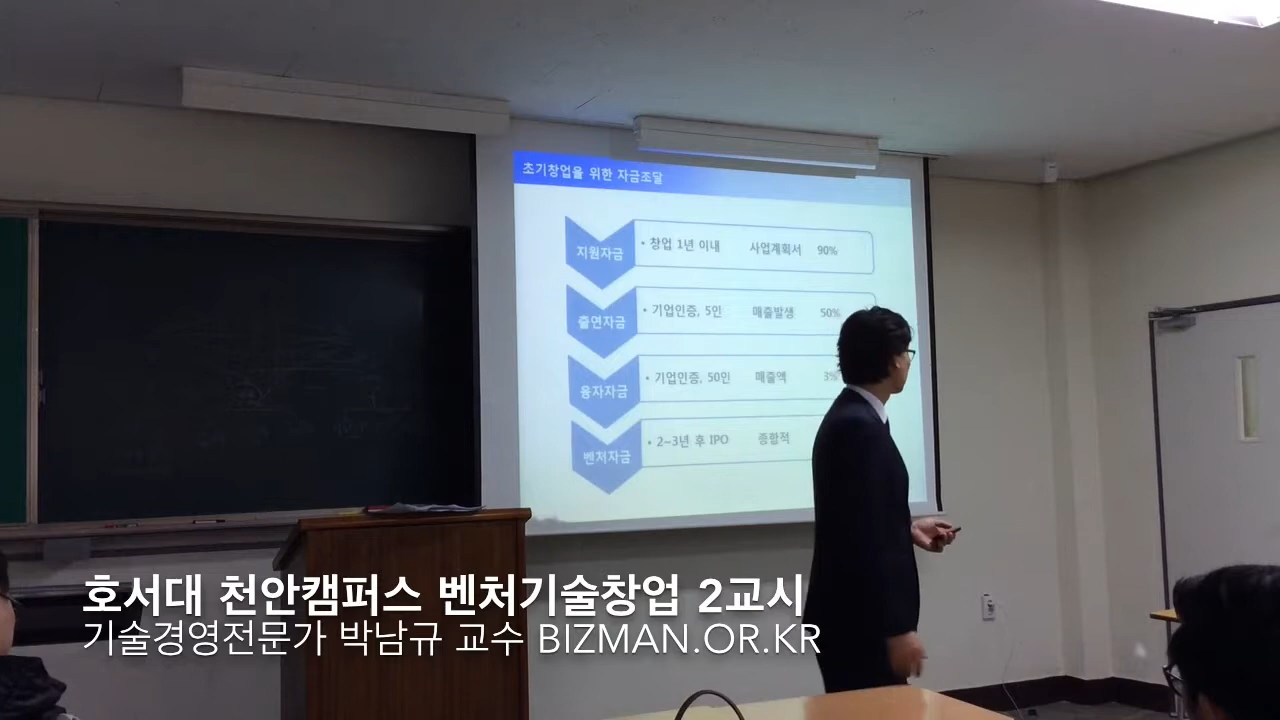 초기창업을 위한 자금조달
지원자금 • 창업 1년 이내 사업계획서 90%
출연자금 • 기업인증, 5인 매출발생 50%
융자자금 • 기업인증, 50인 매출액 3%
벤처자금 • 2~3년 후 IPO 종합적
호서대 천안캠퍼스 벤처기술창업 2교시
기술경영전문가 박남규 교수 BIZMAN.OR.KR